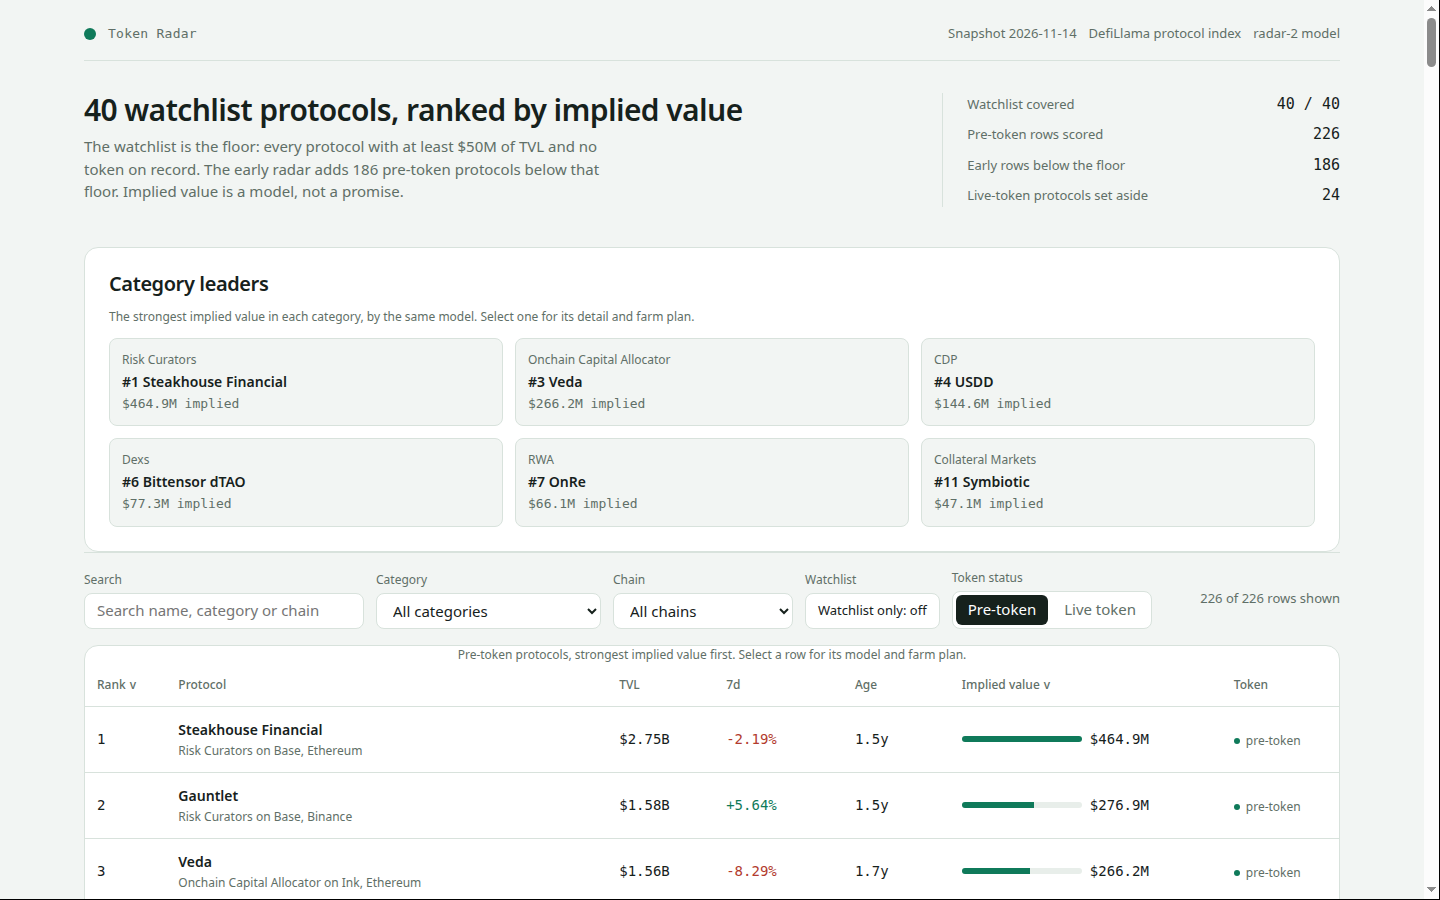 Token Radar
Snapshot 2026-11-14 DefiLlama protocol index radar-2 model
40 watchlist protocols, ranked by implied value
The watchlist is the floor: every protocol with at least $50M of TVL and no
token on record. The early radar adds 186 pre-token protocols below that
floor. Implied value is a model, not a promise.
Watchlist covered 40 / 40
Pre-token rows scored 226
Early rows below the floor 186
Live-token protocols set aside 24
Category leaders
The strongest implied value in each category, by the same model. Select one for its detail and farm plan.
Risk Curators
#1 Steakhouse Financial
$464.9M implied
Onchain Capital Allocator
#3 Veda
$266.2M implied
CDP
#4 USDD
$144.6M implied
Dexs
#6 Bittensor dTAO
$77.3M implied
RWA
#7 OnRe
$66.1M implied
Collateral Markets
#11 Symbiotic
$47.1M implied
Search
Search name, category or chain
Category
All categories
Chain
All chains
Watchlist
Watchlist only: off
Token status
Pre-token Live token
226 of 226 rows shown
Pre-token protocols, strongest implied value first. Select a row for its model and farm plan.
Rank v Protocol TVL 7d Age Implied value v Token
1 Steakhouse Financial $2.75B -2.19% 1.5y $464.9M pre-token
Risk Curators on Base, Ethereum
2 Gauntlet $1.58B +5.64% 1.5y $276.9M pre-token
Risk Curators on Base, Binance
3 Veda $1.56B -8.29% 1.7y $266.2M pre-token
Onchain Capital Allocator on Ink, Ethereum